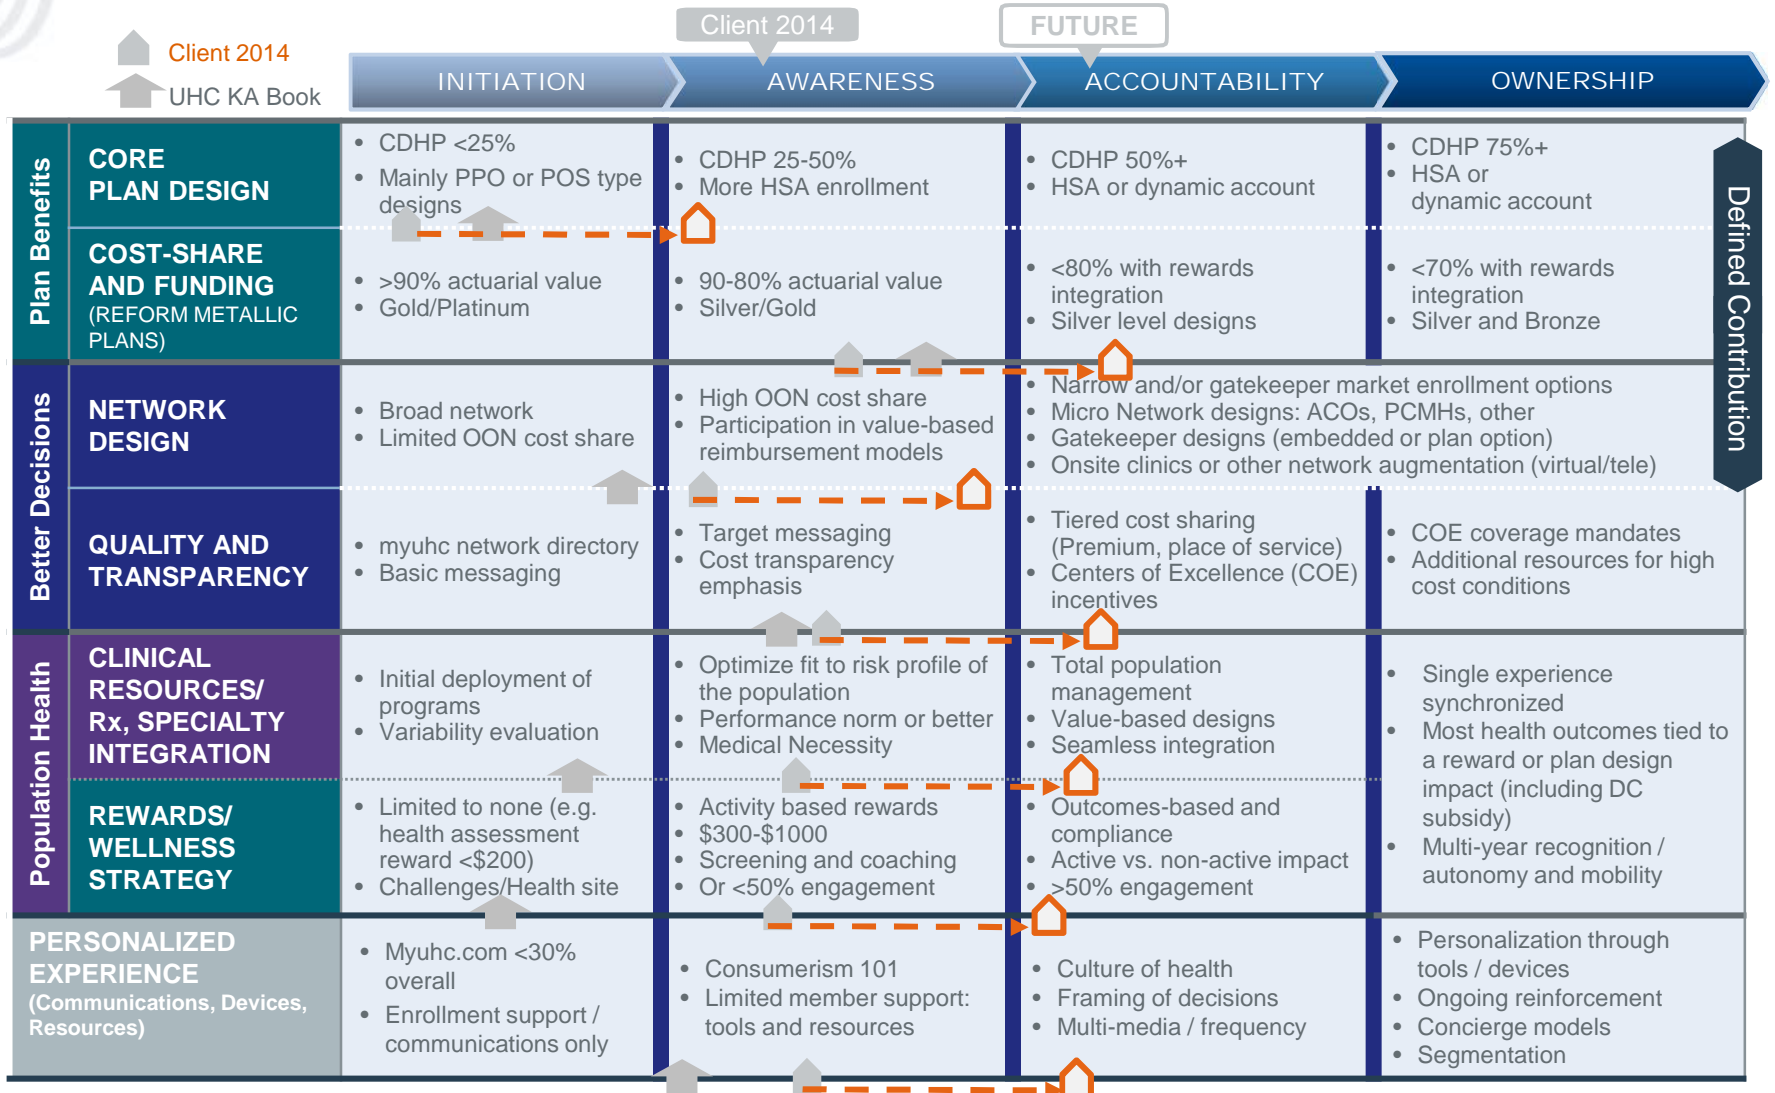 Client 2014
FUTURE
Client 2014
UHC KA Book
INITIATION
AWARENESS
ACCOUNTABILITY
OWNERSHIP
Plan Benefits
CORE
PLAN DESIGN
• CDHP <25%
• Mainly PPO or POS type
designs
• CDHP 25-50%
• More HSA enrollment
• CDHP 50%+
• HSA or dynamic account
• CDHP 75%+
• HSA or
dynamic account
Defined Contribution
COST-SHARE
AND FUNDING
(REFORM METALLIC
PLANS)
• >90% actuarial value
• Gold/Platinum
• 90-80% actuarial value
• Silver/Gold
• <80% with rewards
integration
• Silver level designs
• <70% with rewards
integration
• Silver and Bronze
Better Decisions
NETWORK
DESIGN
• Broad network
• Limited OON cost share
• High OON cost share
• Participation in value-based
reimbursement models
• Narrow and/or gatekeeper market enrollment options
• Micro Network designs: ACOs, PCMHs, other
• Gatekeeper designs (embedded or plan option)
• Onsite clinics or other network augmentation (virtual/tele)
QUALITY AND
TRANSPARENCY
• myuhc network directory
• Basic messaging
• Target messaging
• Cost transparency
emphasis
• Tiered cost sharing
(Premium, place of service)
• Centers of Excellence (COE)
incentives
• COE coverage mandates
• Additional resources for high
cost conditions
Population Health
CLINICAL
RESOURCES/
Rx, SPECIALTY
INTEGRATION
• Initial deployment of
programs
• Variability evaluation
• Optimize fit to risk profile of
the population
• Performance norm or better
• Medical Necessity
• Total population
management
• Value-based designs
• Seamless integration
• Single experience
synchronized
• Most health outcomes tied to
a reward or plan design
impact (including DC
subsidy)
• Multi-year recognition /
autonomy and mobility
REWARDS/
WELLNESS
STRATEGY
• Limited to none (e.g.
health assessment
reward <$200)
• Challenges/Health site
• Activity based rewards
• $300-$1000
• Screening and coaching
• Or <50% engagement
• Outcomes-based and
compliance
• Active vs. non-active impact
• >50% engagement
PERSONALIZED
EXPERIENCE
(Communications, Devices,
Resources)
• Myuhc.com <30%
overall
• Enrollment support /
communications only
• Consumerism 101
• Limited member support:
tools and resources
• Culture of health
• Framing of decisions
• Multi-media / frequency
• Personalization through
tools / devices
• Ongoing reinforcement
• Concierge models
• Segmentation